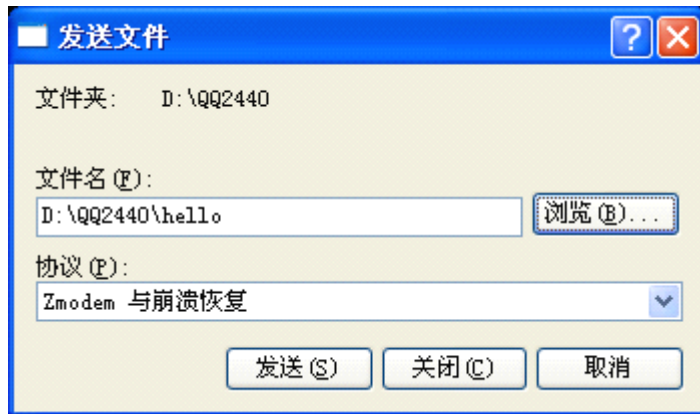 发送文件
文件夹: D:\QQ2440
文件名(F):
D:\QQ2440\hello
浏览(B)...
协议(P):
Zmodem 与崩溃恢复
发送(S) 关闭(C) 取消